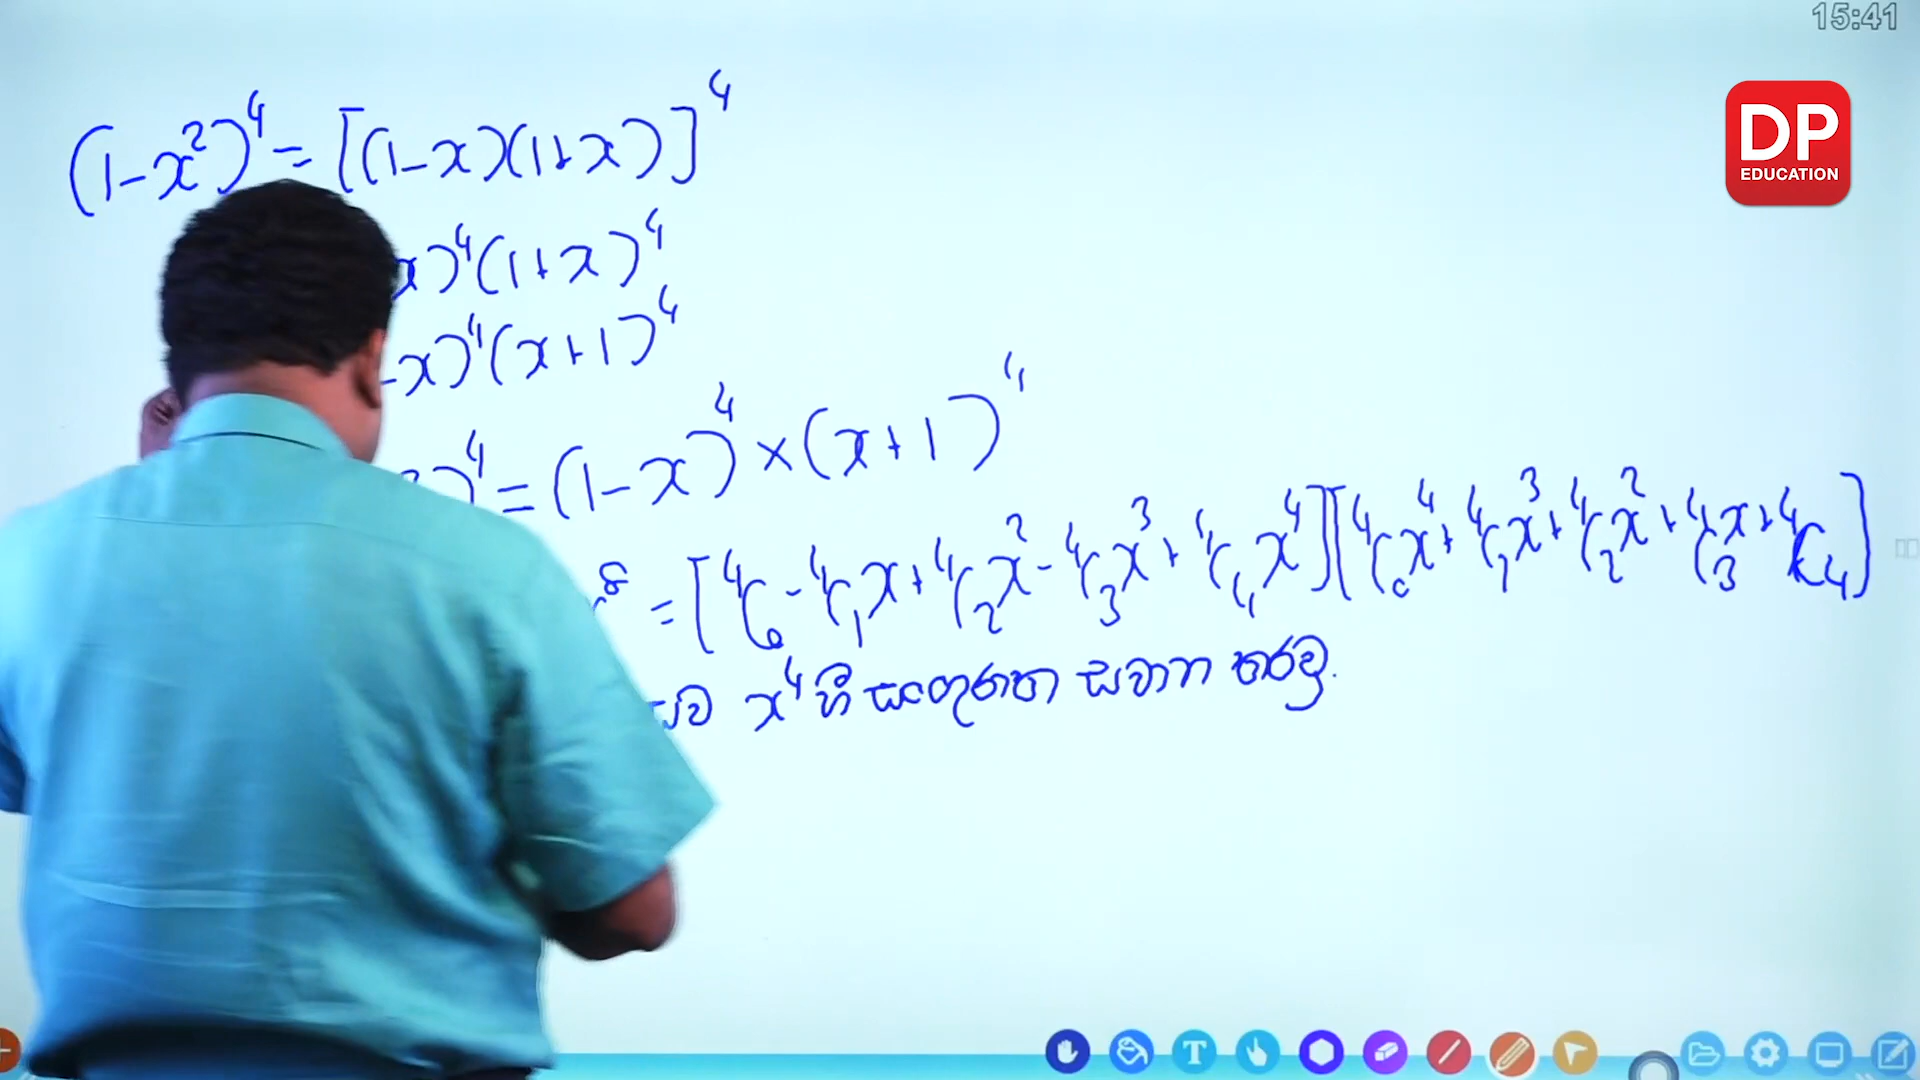 15:41
DP
EDUCATION
(1-x²)⁴ = [(1-x)(1+x)]⁴
x)⁴(1+x)⁴
-x)⁴(x+1)⁴
)⁴ = (1-x)⁴ × (x+1)⁴
⁸ = [⁴C₀ - ⁴C₁x + ⁴C₂x² - ⁴C₃x³ + ⁴C₄x⁴][⁴C₀x⁴ + ⁴C₁x³ + ⁴C₂x² + ⁴C₃x + ⁴C₄]
x⁴ හි සංගුණක සමාන කරමු.
T